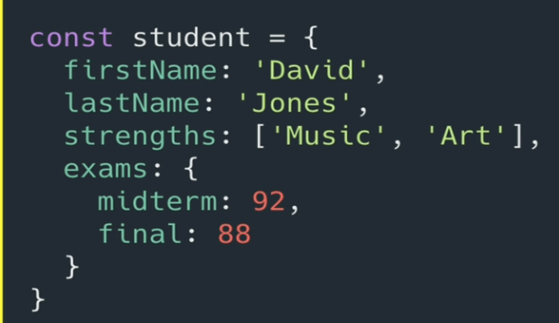 const student = {
  firstName: 'David',
  lastName: 'Jones',
  strengths: ['Music', 'Art'],
  exams: {
    midterm: 92,
    final: 88
  }
}